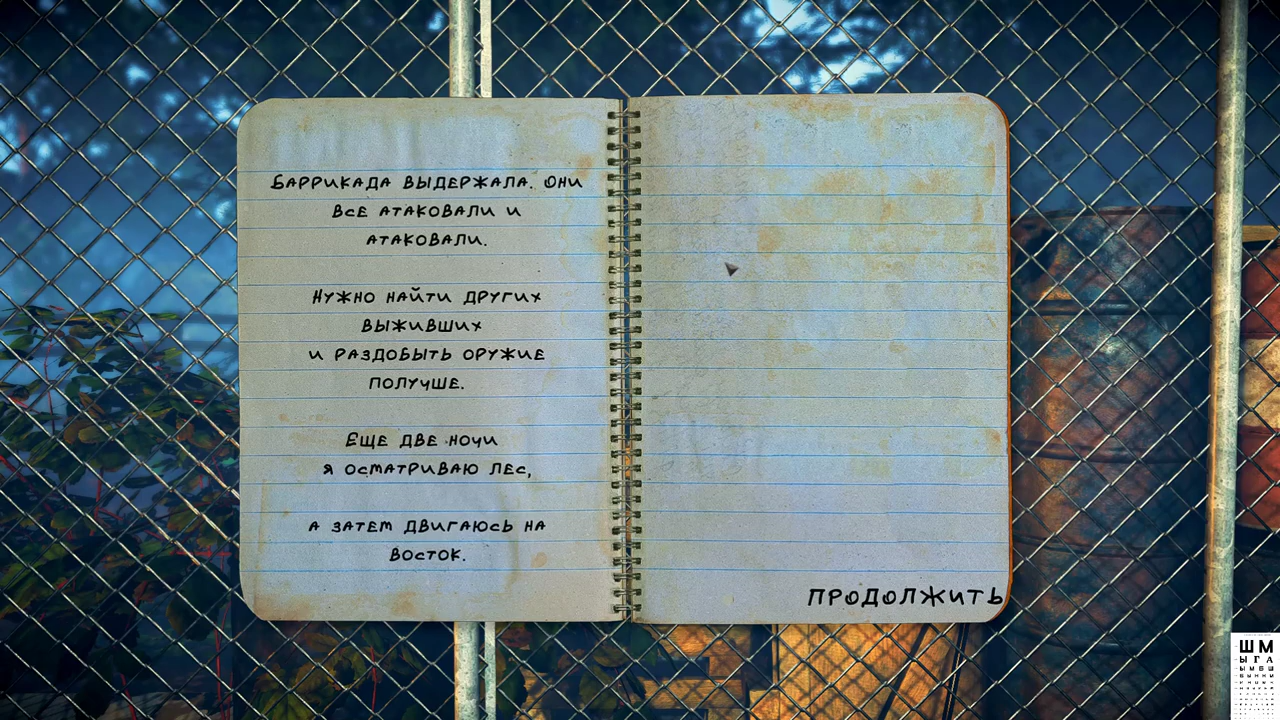 БАРРИКАДА ВЫДЕРЖАЛА. ОНИ
ВСЕ АТАКОВАЛИ И
АТАКОВАЛИ.
НУЖНО НАЙТИ ДРУГИХ
ВЫЖИВШИХ
И РАЗДОБЫТЬ ОРУЖИЕ
ПОЛУЧШЕ.
ЕЩЕ ДВЕ НОЧИ
Я ОСМАТРИВАЮ ЛЕС,
А ЗАТЕМ ДВИГАЮСЬ НА
ВОСТОК.
ПРОДОЛЖИТЬ
Ш М
Ы Г А